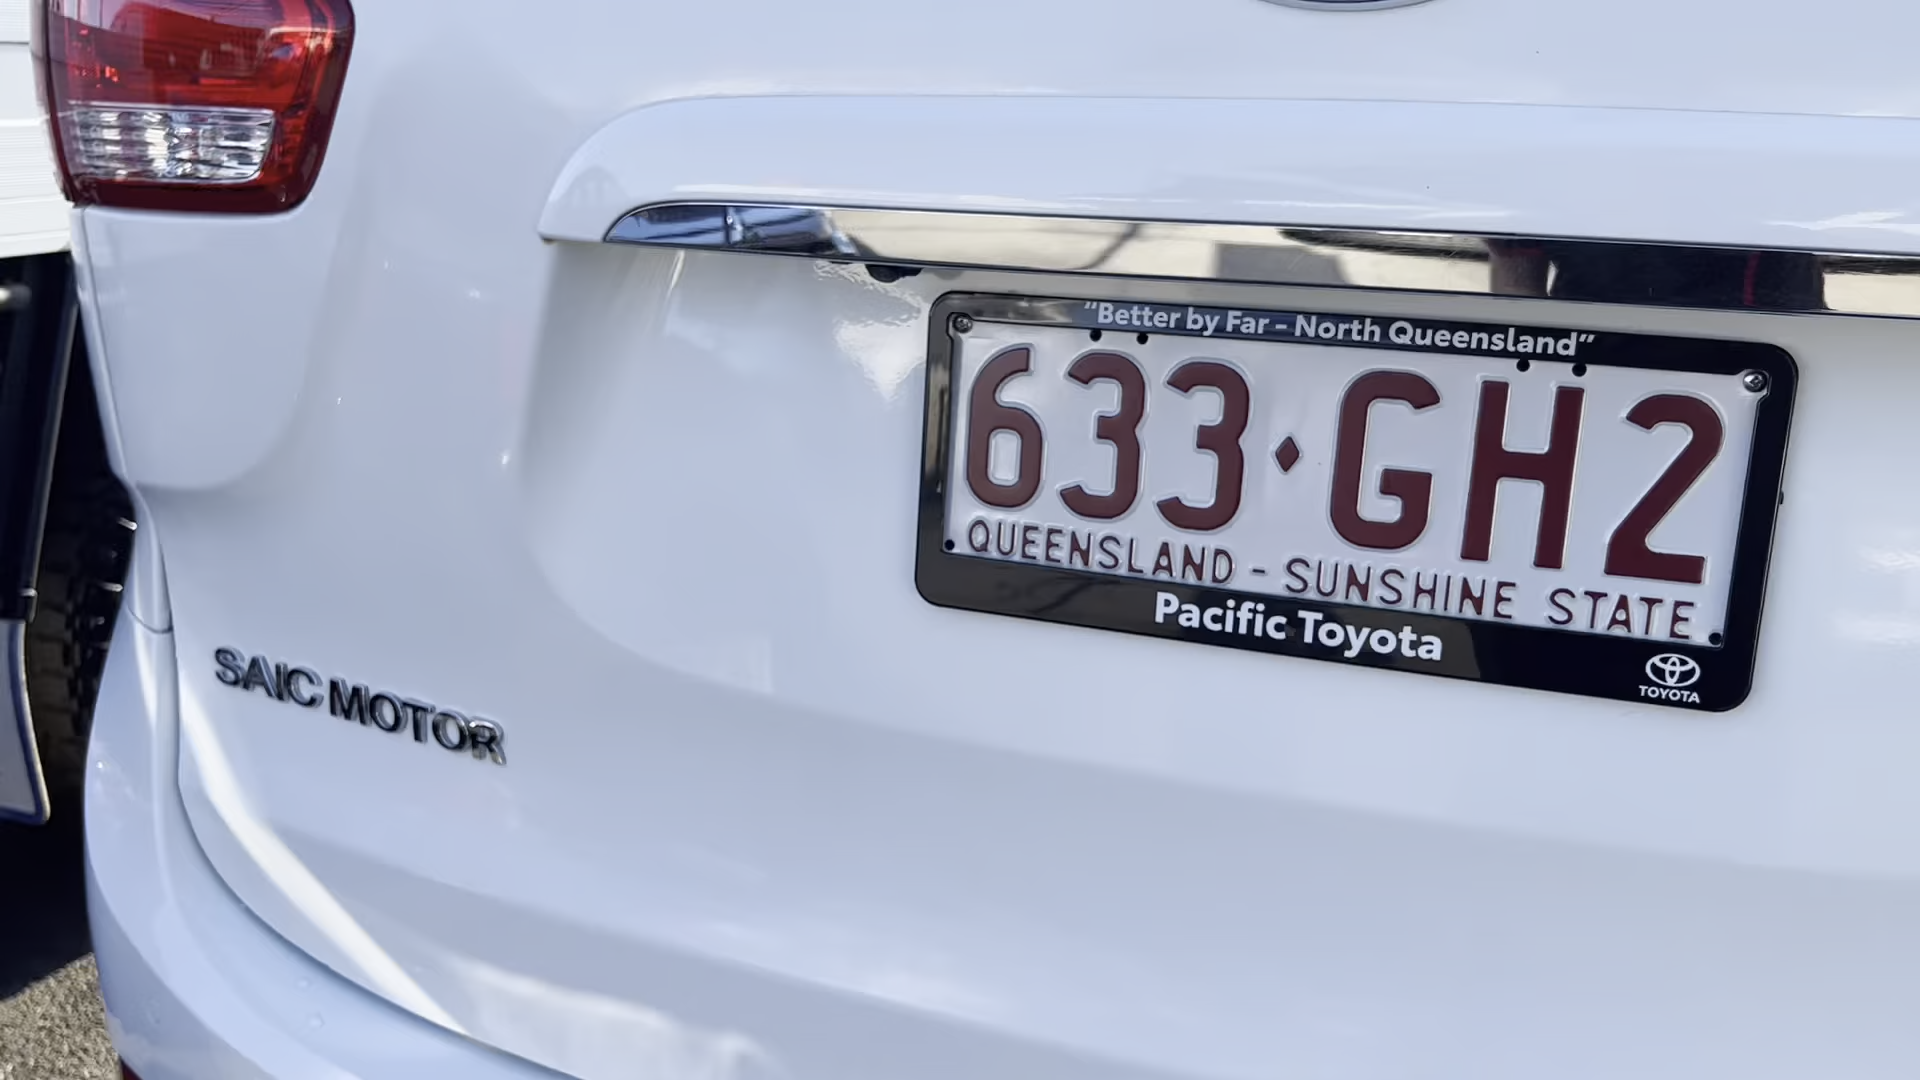 “Better by Far - North Queensland”
633·GH2
QUEENSLAND - SUNSHINE STATE
Pacific Toyota
TOYOTA
SAIC MOTOR